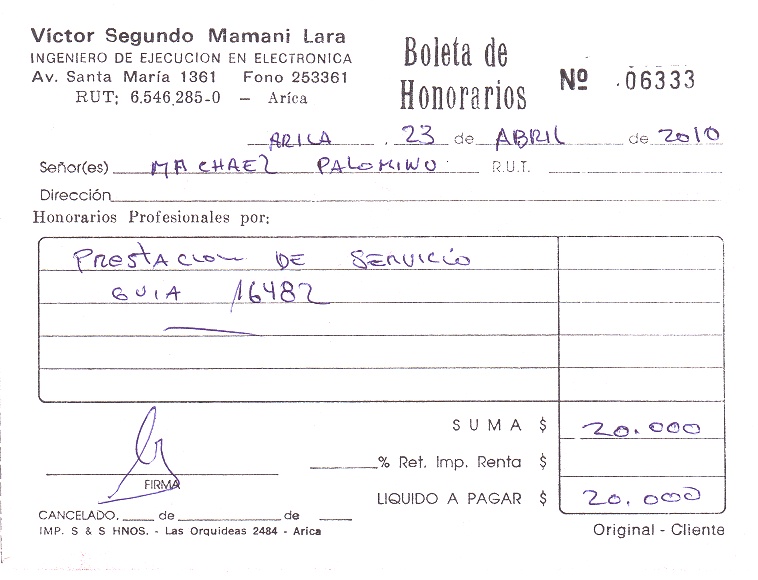 Víctor Segundo Mamani Lara
INGENIERO DE EJECUCION EN ELECTRONICA
Av. Santa María 1361 Fono 253361
RUT; 6.546,285-0 — Arica
Boleta de
Honorarios
Nº 06333
ARICA , 23 de ABRIL de 2010
Señor(es) MACHAEL PALOMINO R.U.T.
Dirección
Honorarios Profesionales por:
PRESTACION DE SERVICIO
GUIA 16482
SUMA $ 20.000
% Ret. Imp. Renta $
LIQUIDO A PAGAR $ 20.000
FIRMA
CANCELADO, de de
IMP. S & S HNOS. - Las Orquideas 2484 - Arica
Original - Cliente